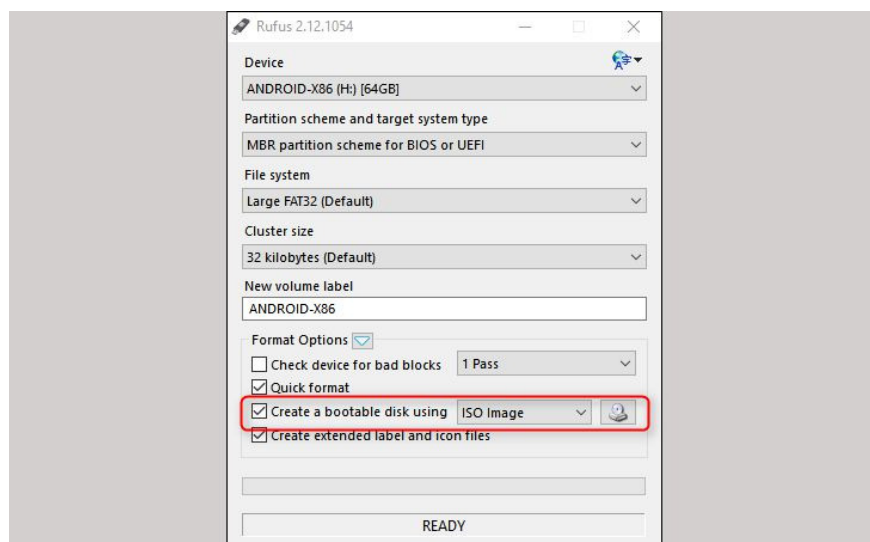 Rufus 2.12.1054
Device
ANDROID-X86 (H:) [64GB]
Partition scheme and target system type
MBR partition scheme for BIOS or UEFI
File system
Large FAT32 (Default)
Cluster size
32 kilobytes (Default)
New volume label
ANDROID-X86
Format Options
Check device for bad blocks 1 Pass
Quick format
Create a bootable disk using ISO Image
Create extended label and icon files
READY